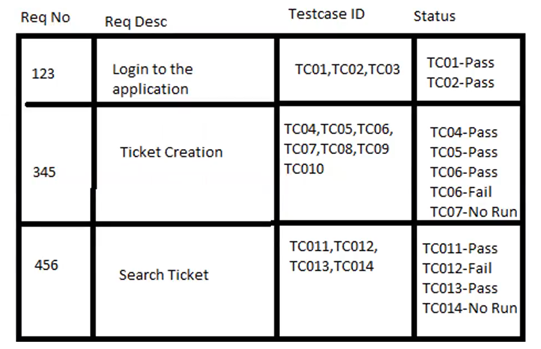 Req No Req Desc Testcase ID Status
123
Login to the
application
TC01,TC02,TC03
TC01-Pass
TC02-Pass
345
Ticket Creation
TC04,TC05,TC06,
TC07,TC08,TC09
TC010
TC04-Pass
TC05-Pass
TC06-Pass
TC06-Fail
TC07-No Run
456
Search Ticket
TC011,TC012,
TC013,TC014
TC011-Pass
TC012-Fail
TC013-Pass
TC014-No Run